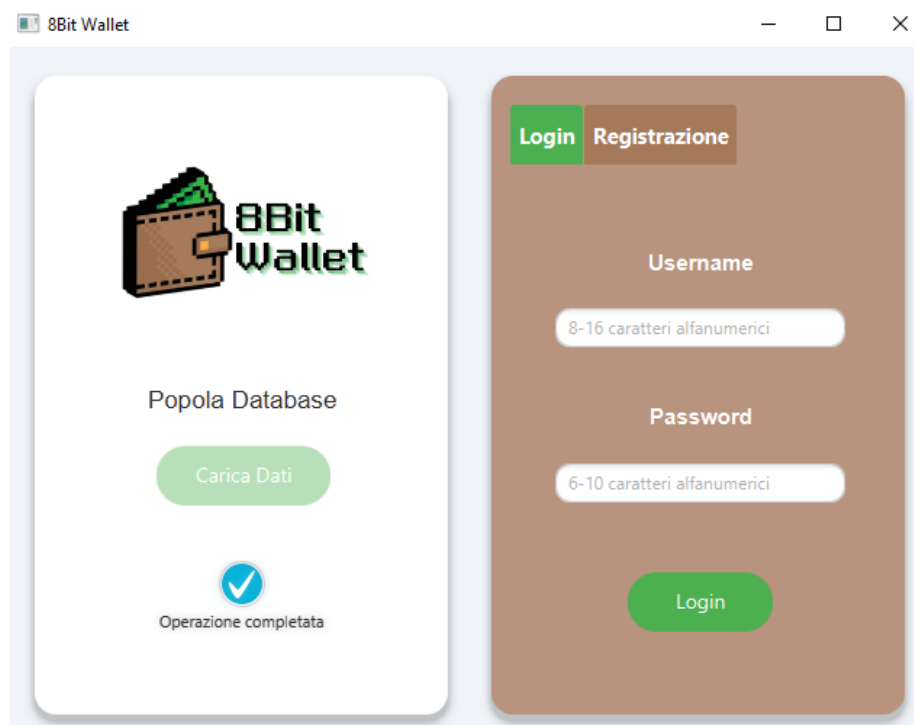 8Bit Wallet
8Bit
Wallet
Popola Database
Carica Dati
Operazione completata
Login
Registrazione
Username
8-16 caratteri alfanumerici
Password
6-10 caratteri alfanumerici
Login